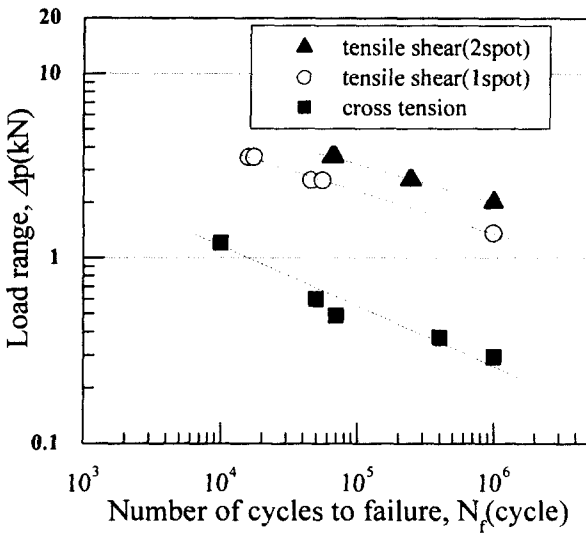 20
10
1
0.1
Load range, Δp(kN)
tensile shear(2spot)
tensile shear(1spot)
cross tension
10³ 10⁴ 10⁵ 10⁶
Number of cycles to failure, N_f(cycle)